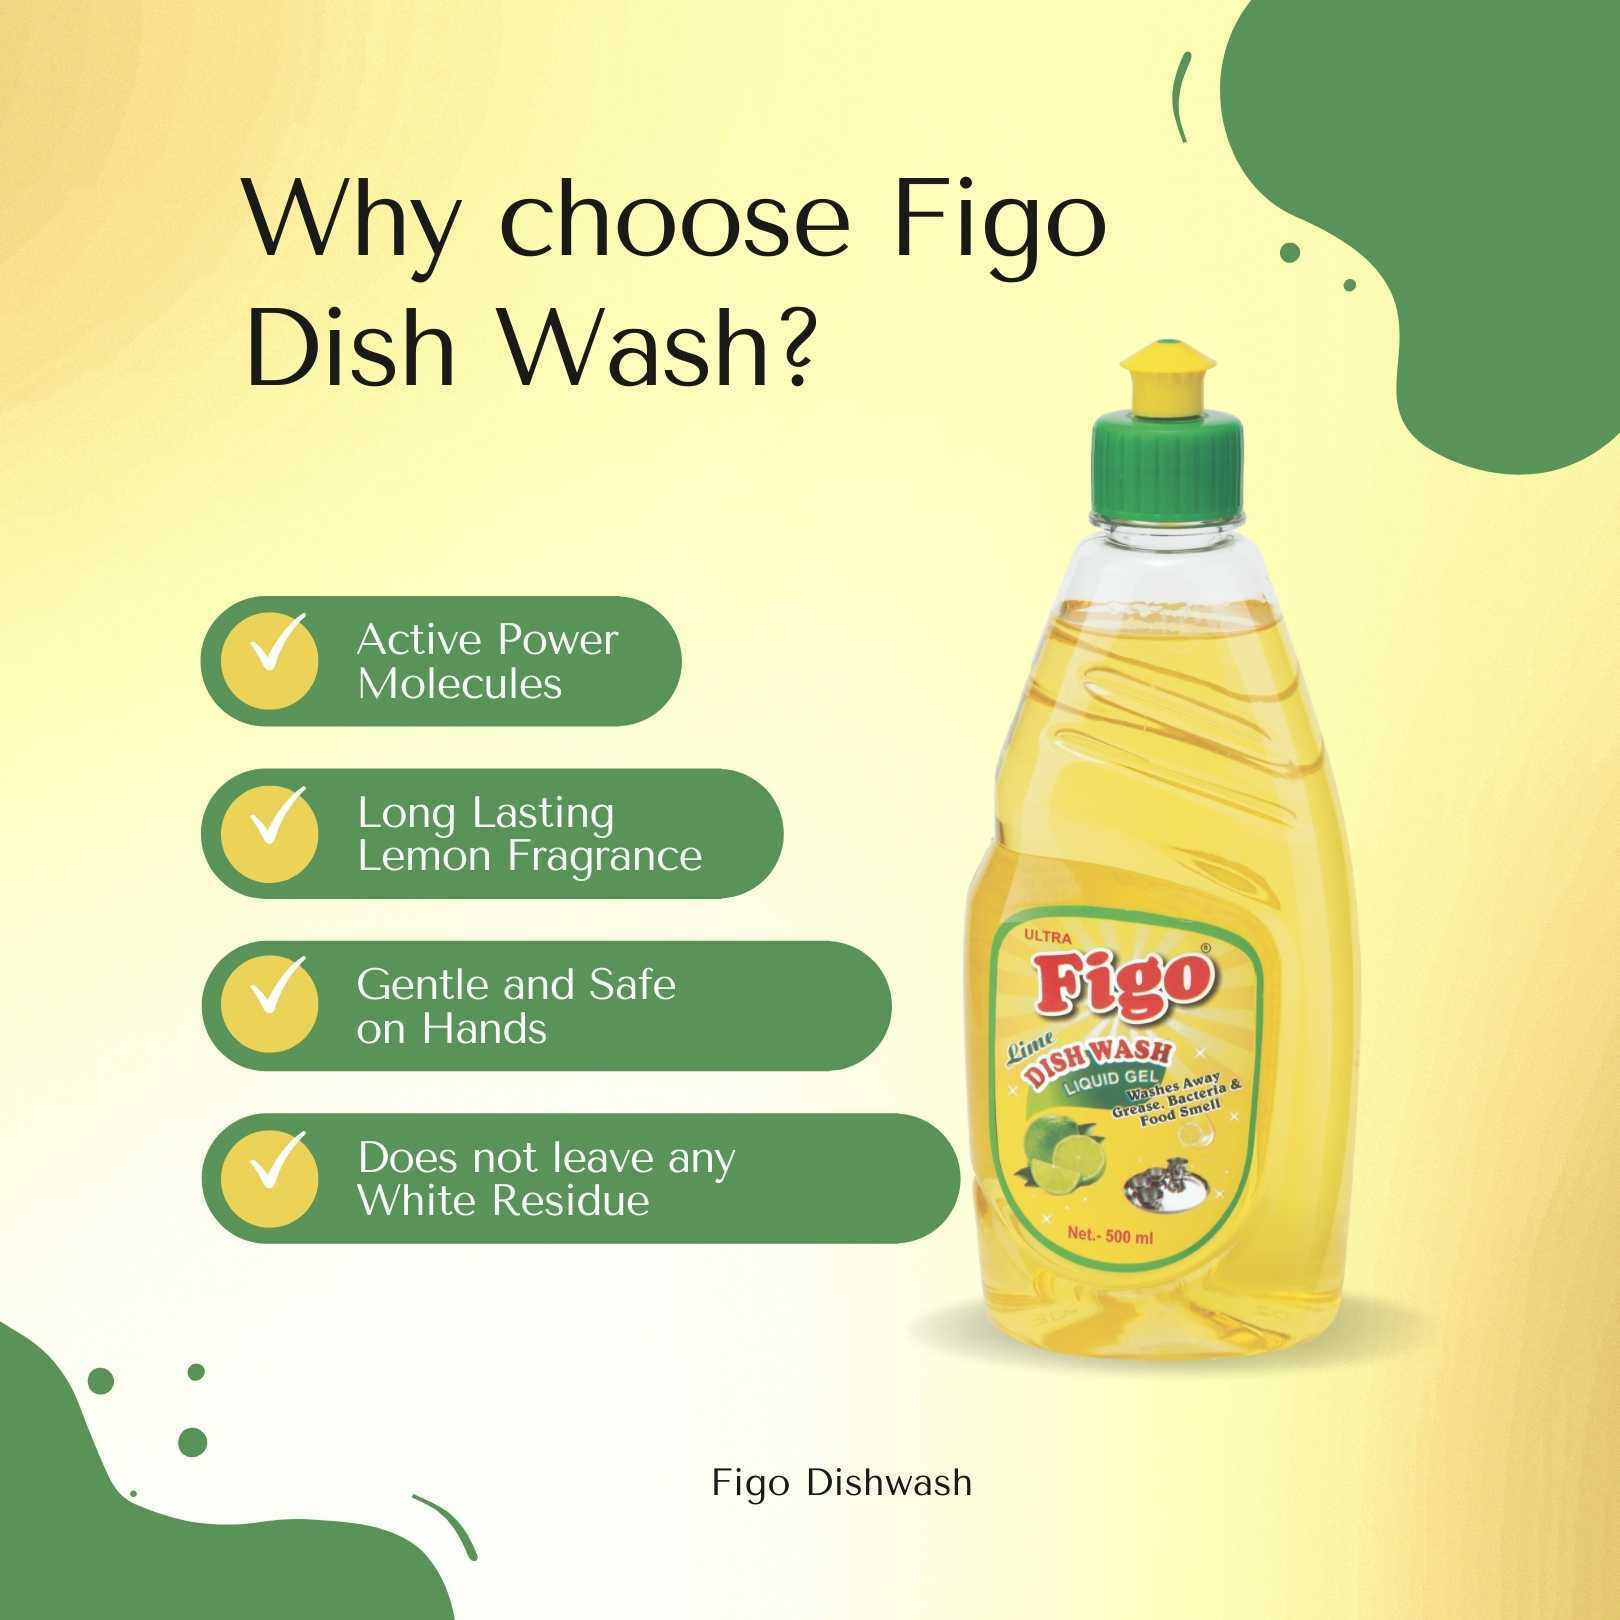 Why choose Figo
Dish Wash?
Active Power
Molecules
Long Lasting
Lemon Fragrance
Gentle and Safe
on Hands
Does not leave any
White Residue
ULTRA
Figo®
Lime
DISH WASH
LIQUID GEL
Washes Away
Grease, Bacteria &
Food Smell
Net.- 500 ml
Figo Dishwash